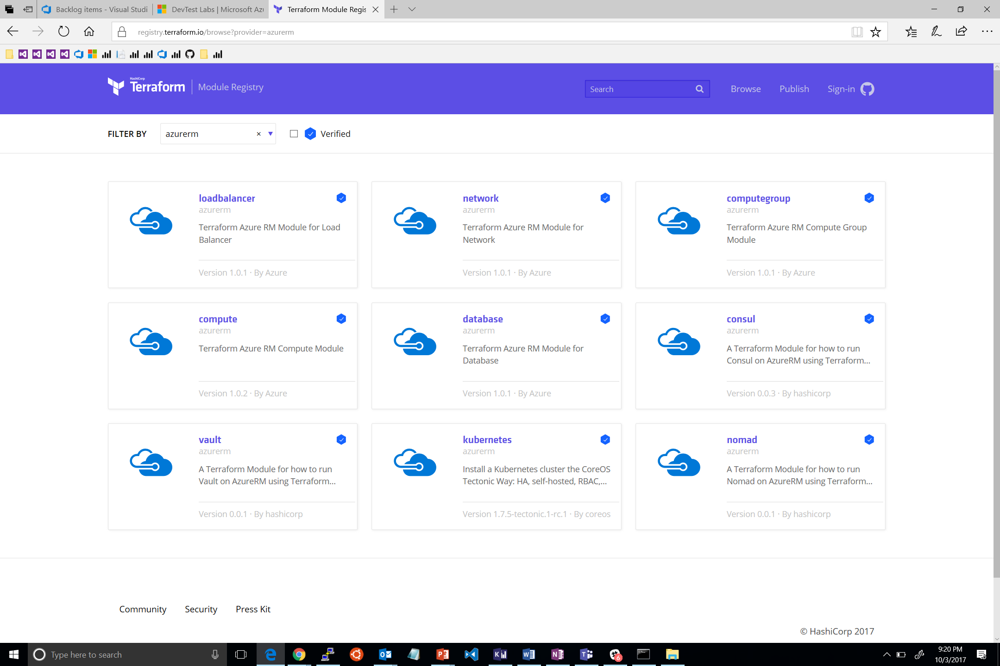 Backlog items - Visual Studi
DevTest Labs | Microsoft Azu
Terraform Module Regis
registry.terraform.io/browse?provider=azurerm
HashiCorp
Terraform
Module Registry
Search
Browse
Publish
Sign-in
FILTER BY
azurerm
Verified
loadbalancer
azurerm
Terraform Azure RM Module for Load
Balancer
Version 1.0.1 · By Azure
network
azurerm
Terraform Azure RM Module for
Network
Version 1.0.1 · By Azure
computegroup
azurerm
Terraform Azure RM Compute Group
Module
Version 1.0.1 · By Azure
compute
azurerm
Terraform Azure RM Compute Module
Version 1.0.2 · By Azure
database
azurerm
Terraform Azure RM Module for
Database
Version 1.0.1 · By Azure
consul
azurerm
A Terraform Module for how to run
Consul on AzureRM using Terraform...
Version 0.0.3 · By hashicorp
vault
azurerm
A Terraform Module for how to run
Vault on AzureRM using Terraform...
Version 0.0.1 · By hashicorp
kubernetes
azurerm
Install a Kubernetes cluster the CoreOS
Tectonic Way: HA, self-hosted, RBAC,...
Version 1.7.5-tectonic.1-rc.1 · By coreos
nomad
azurerm
A Terraform Module for how to run
Nomad on AzureRM using Terraform...
Version 0.0.1 · By hashicorp
Community
Security
Press Kit
© HashiCorp 2017
Type here to search
6
9:20 PM
10/3/2017